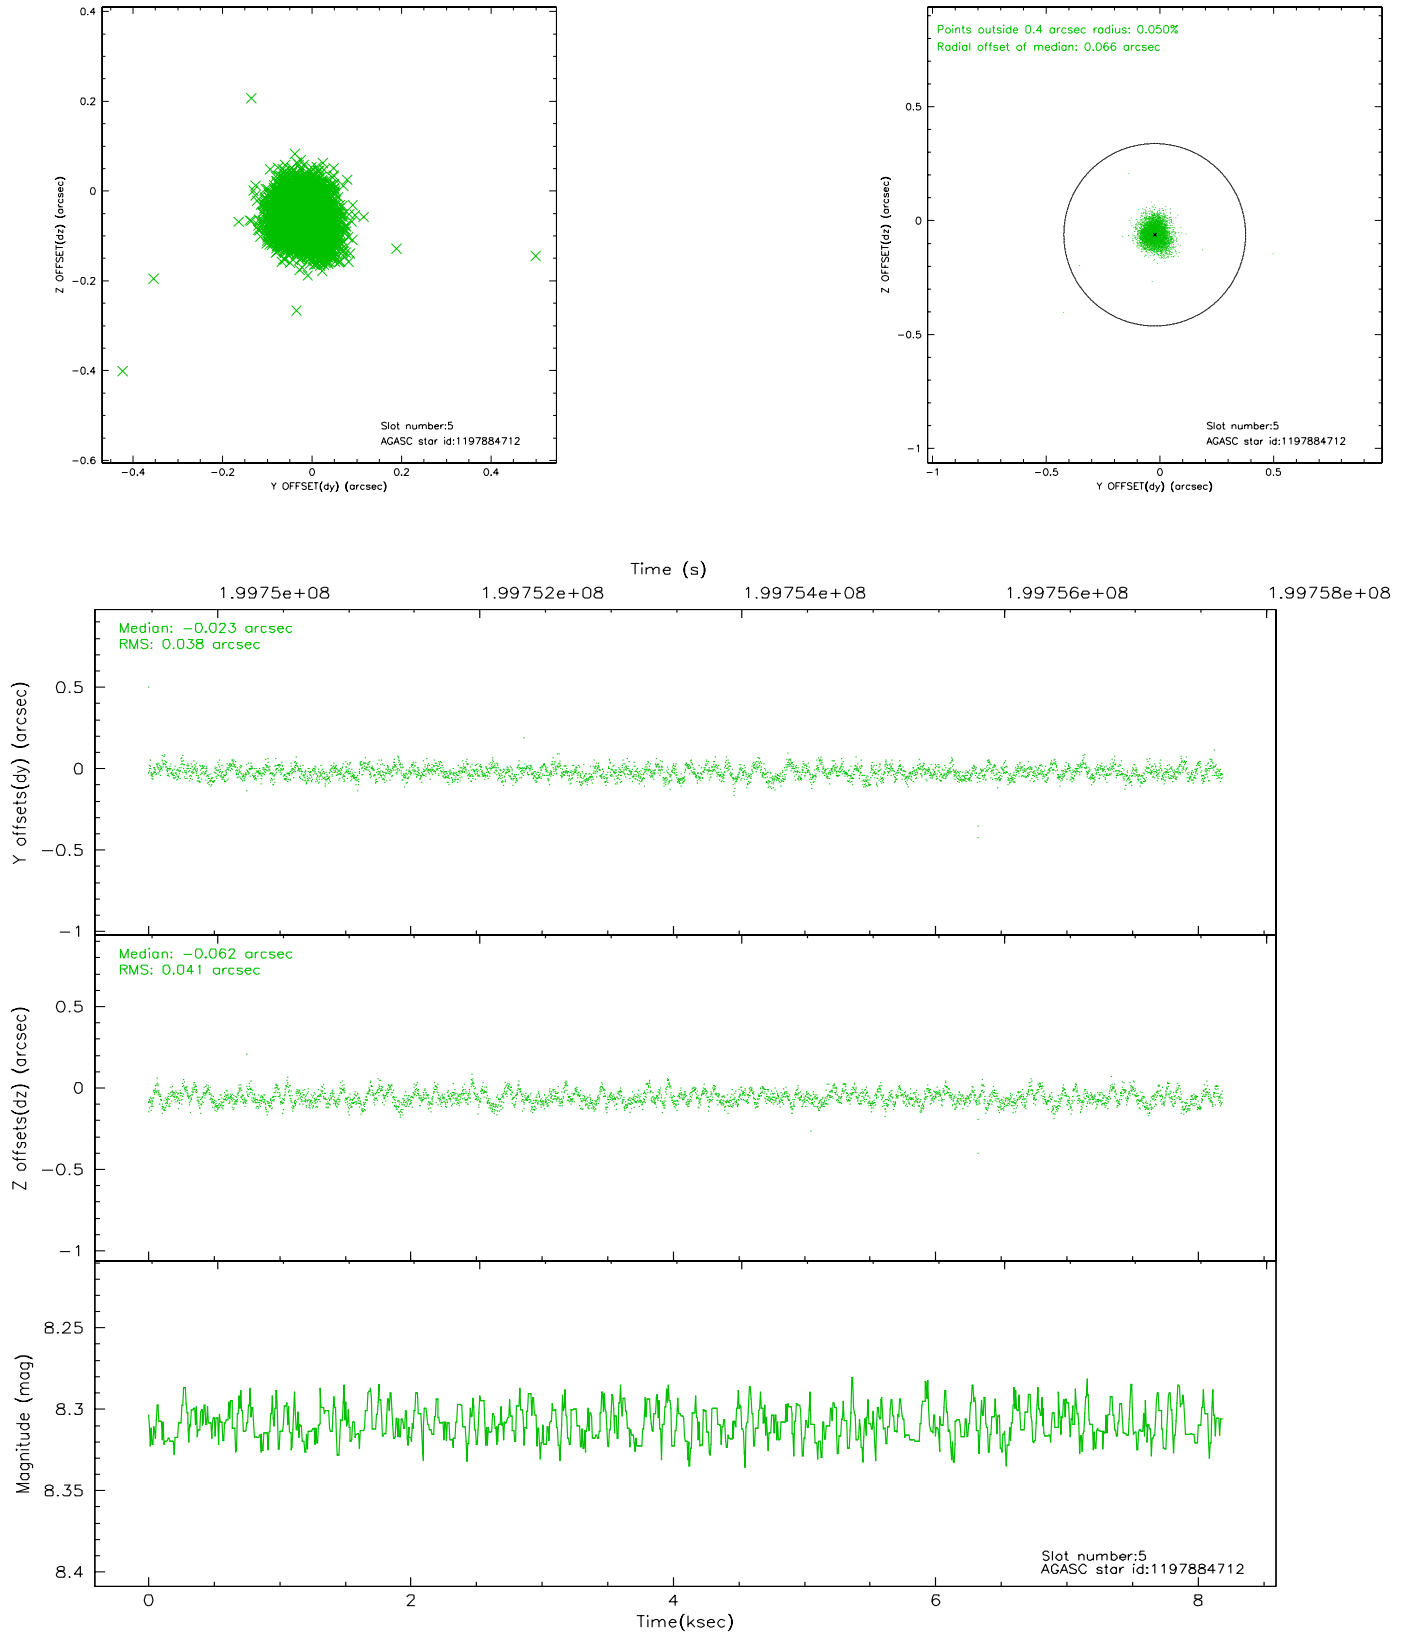 0.4
0.2
0
−0.2
−0.4
−0.6
Z OFFSET(dz) (arcsec)
−0.4
−0.2
0
0.2
0.4
Y OFFSET(dy) (arcsec)
Slot number:5
AGASC star id:1197884712
Points outside 0.4 arcsec radius: 0.050%
Radial offset of median: 0.066 arcsec
0.5
0
−0.5
−1
Z OFFSET(dz) (arcsec)
−1
−0.5
0
0.5
Y OFFSET(dy) (arcsec)
Slot number:5
AGASC star id:1197884712
Time (s)
1.9975e+08
1.99752e+08
1.99754e+08
1.99756e+08
1.99758e+08
Median: −0.023 arcsec
RMS: 0.038 arcsec
0.5
0
−0.5
−1
Y offsets(dy) (arcsec)
Median: −0.062 arcsec
RMS: 0.041 arcsec
0.5
0
−0.5
−1
Z offsets(dz) (arcsec)
8.25
8.3
8.35
8.4
Magnitude (mag)
Slot number:5
AGASC star id:1197884712
0
2
4
6
8
Time(ksec)